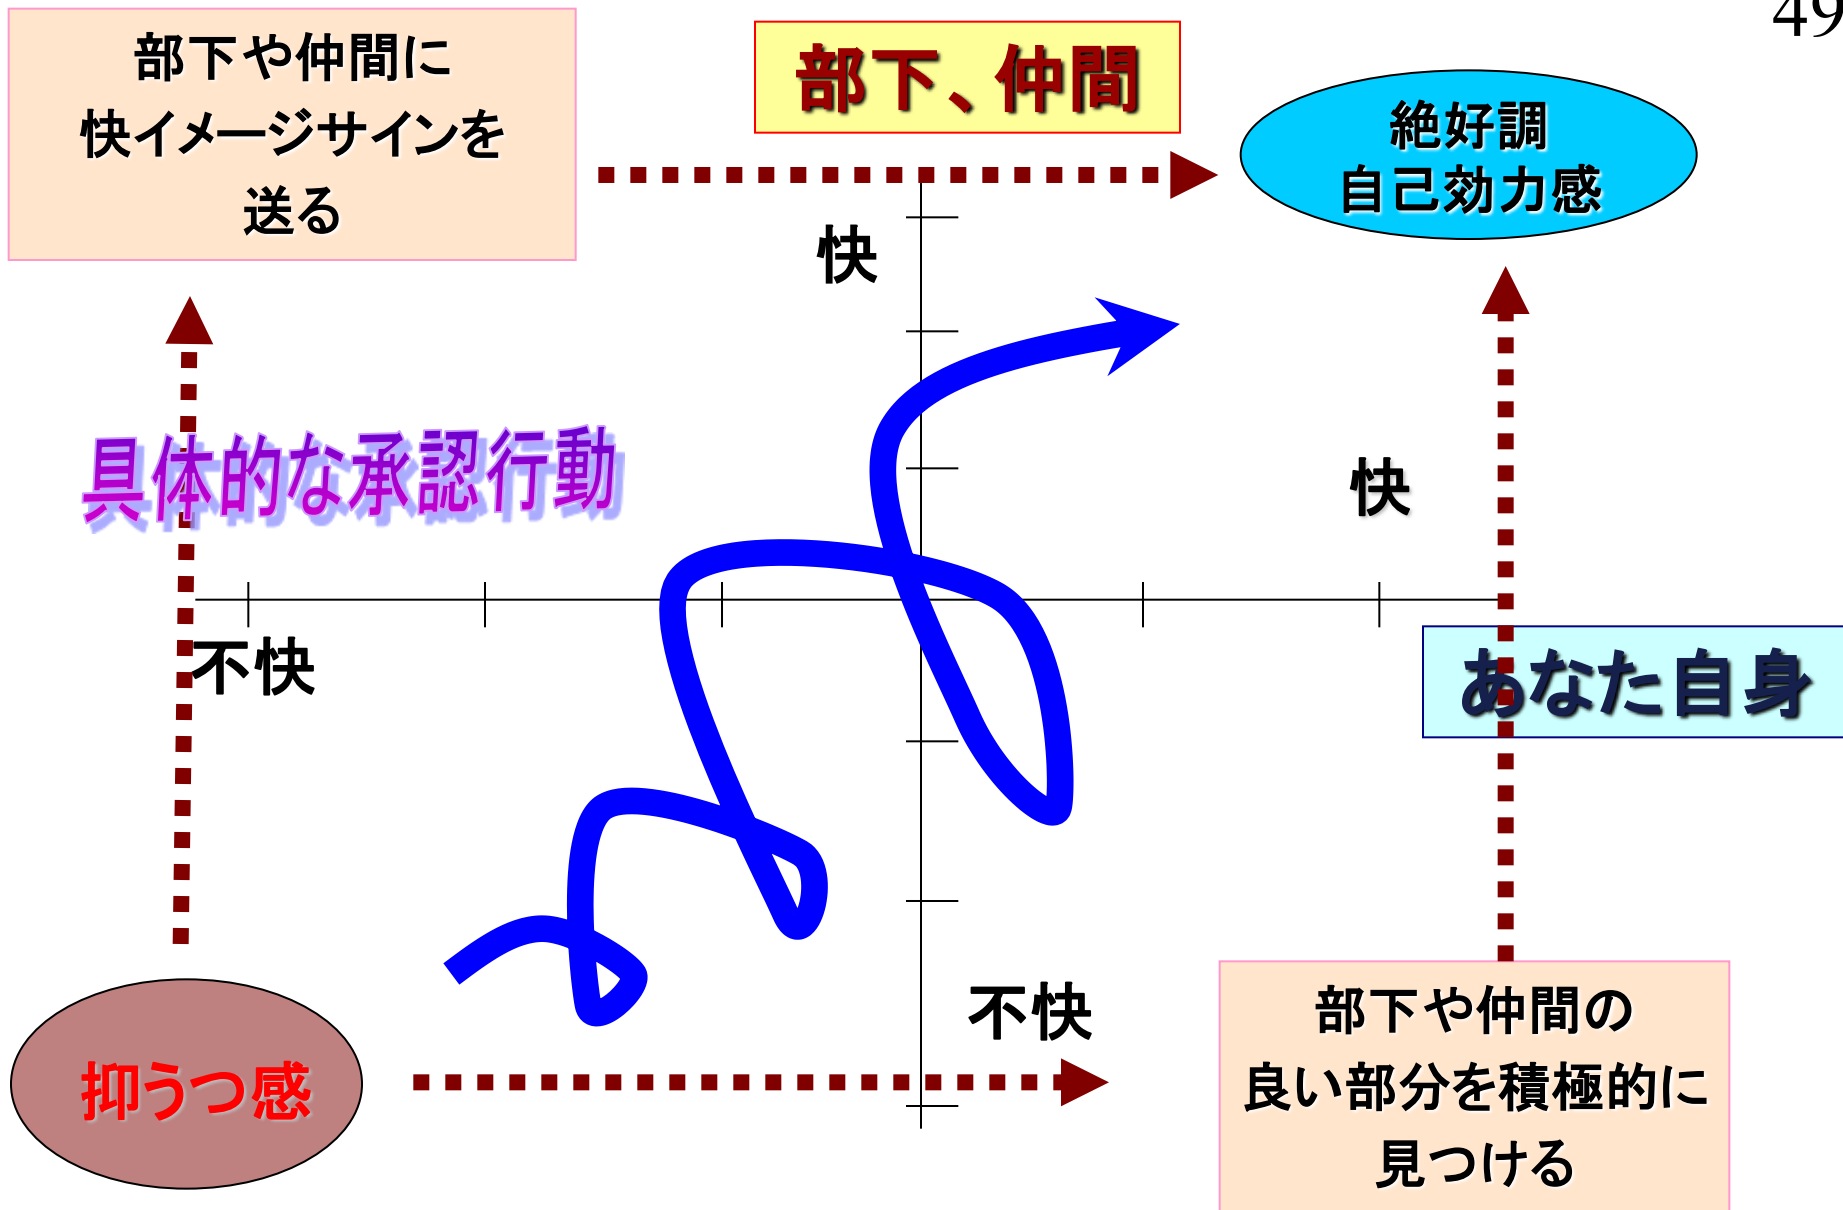 49
部下や仲間に
快イメージサインを
送る
部下、仲間
絶好調
自己効力感
快
具体的な承認行動
快
不快
あなた自身
不快
抑うつ感
部下や仲間の
良い部分を積極的に
見つける